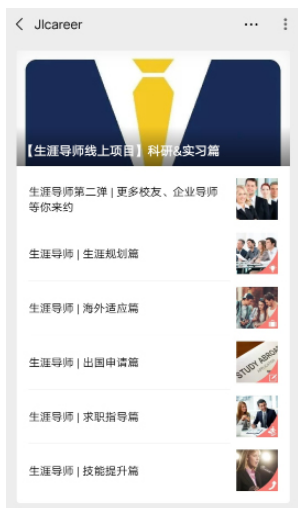 JIcareer
【生涯导师线上项目】科研&实习篇
生涯导师第二弹 | 更多校友、企业导师
等你来约
生涯导师 | 生涯规划篇
生涯导师 | 海外适应篇
生涯导师 | 出国申请篇
STUDY ABROAD
生涯导师 | 求职指导篇
生涯导师 | 技能提升篇